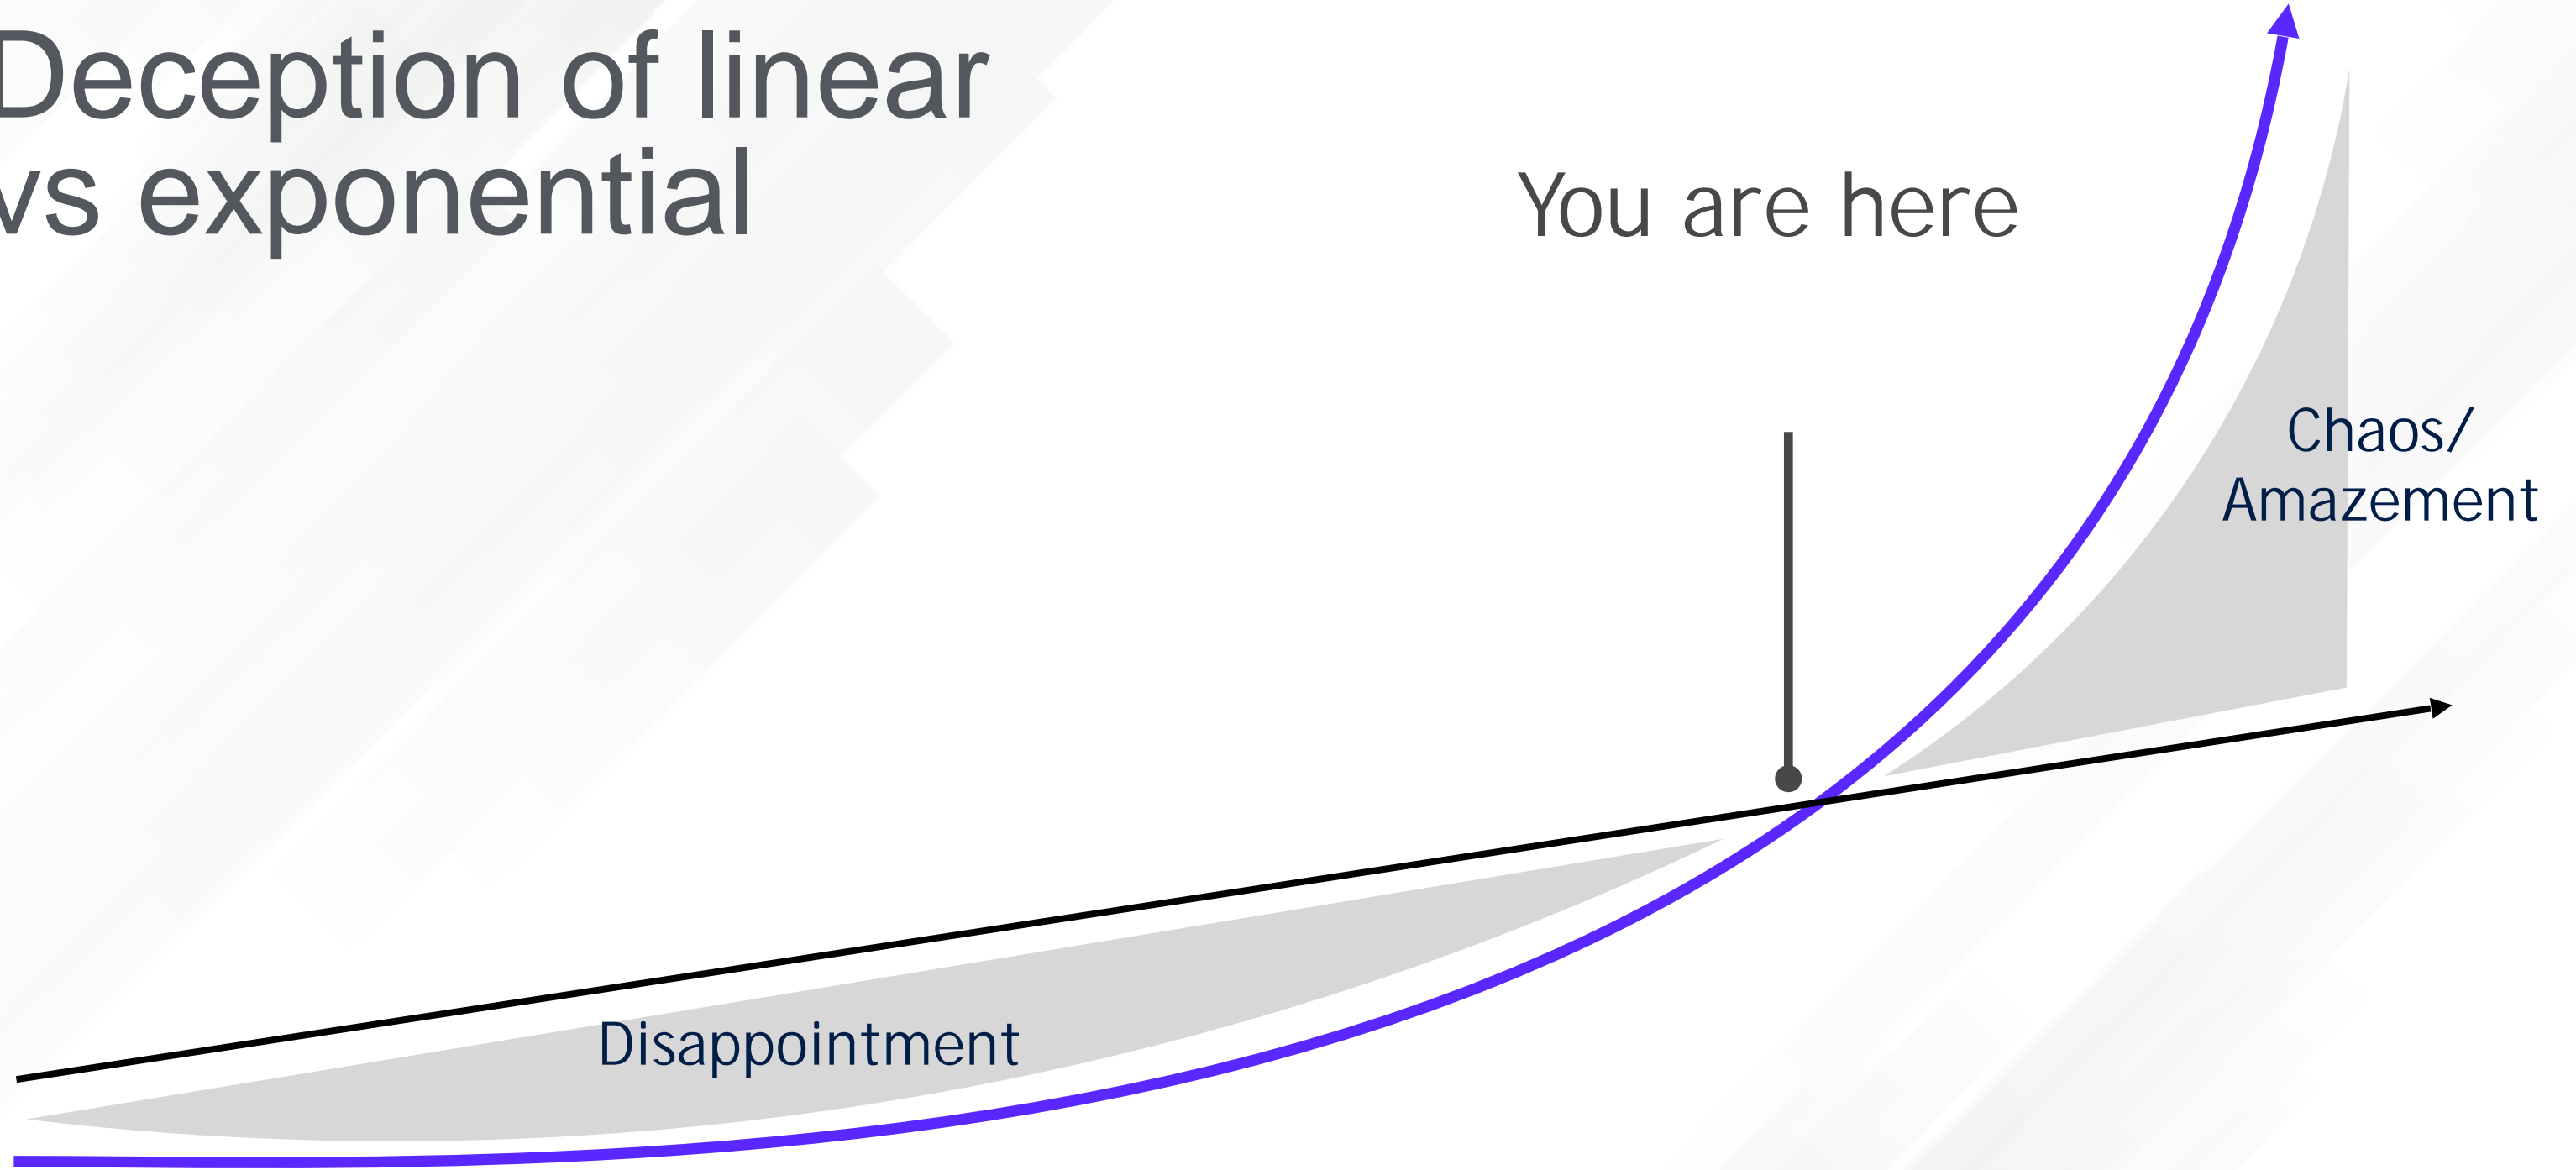 Deception of linear
vs exponential
You are here
Chaos/
Amazement
Disappointment